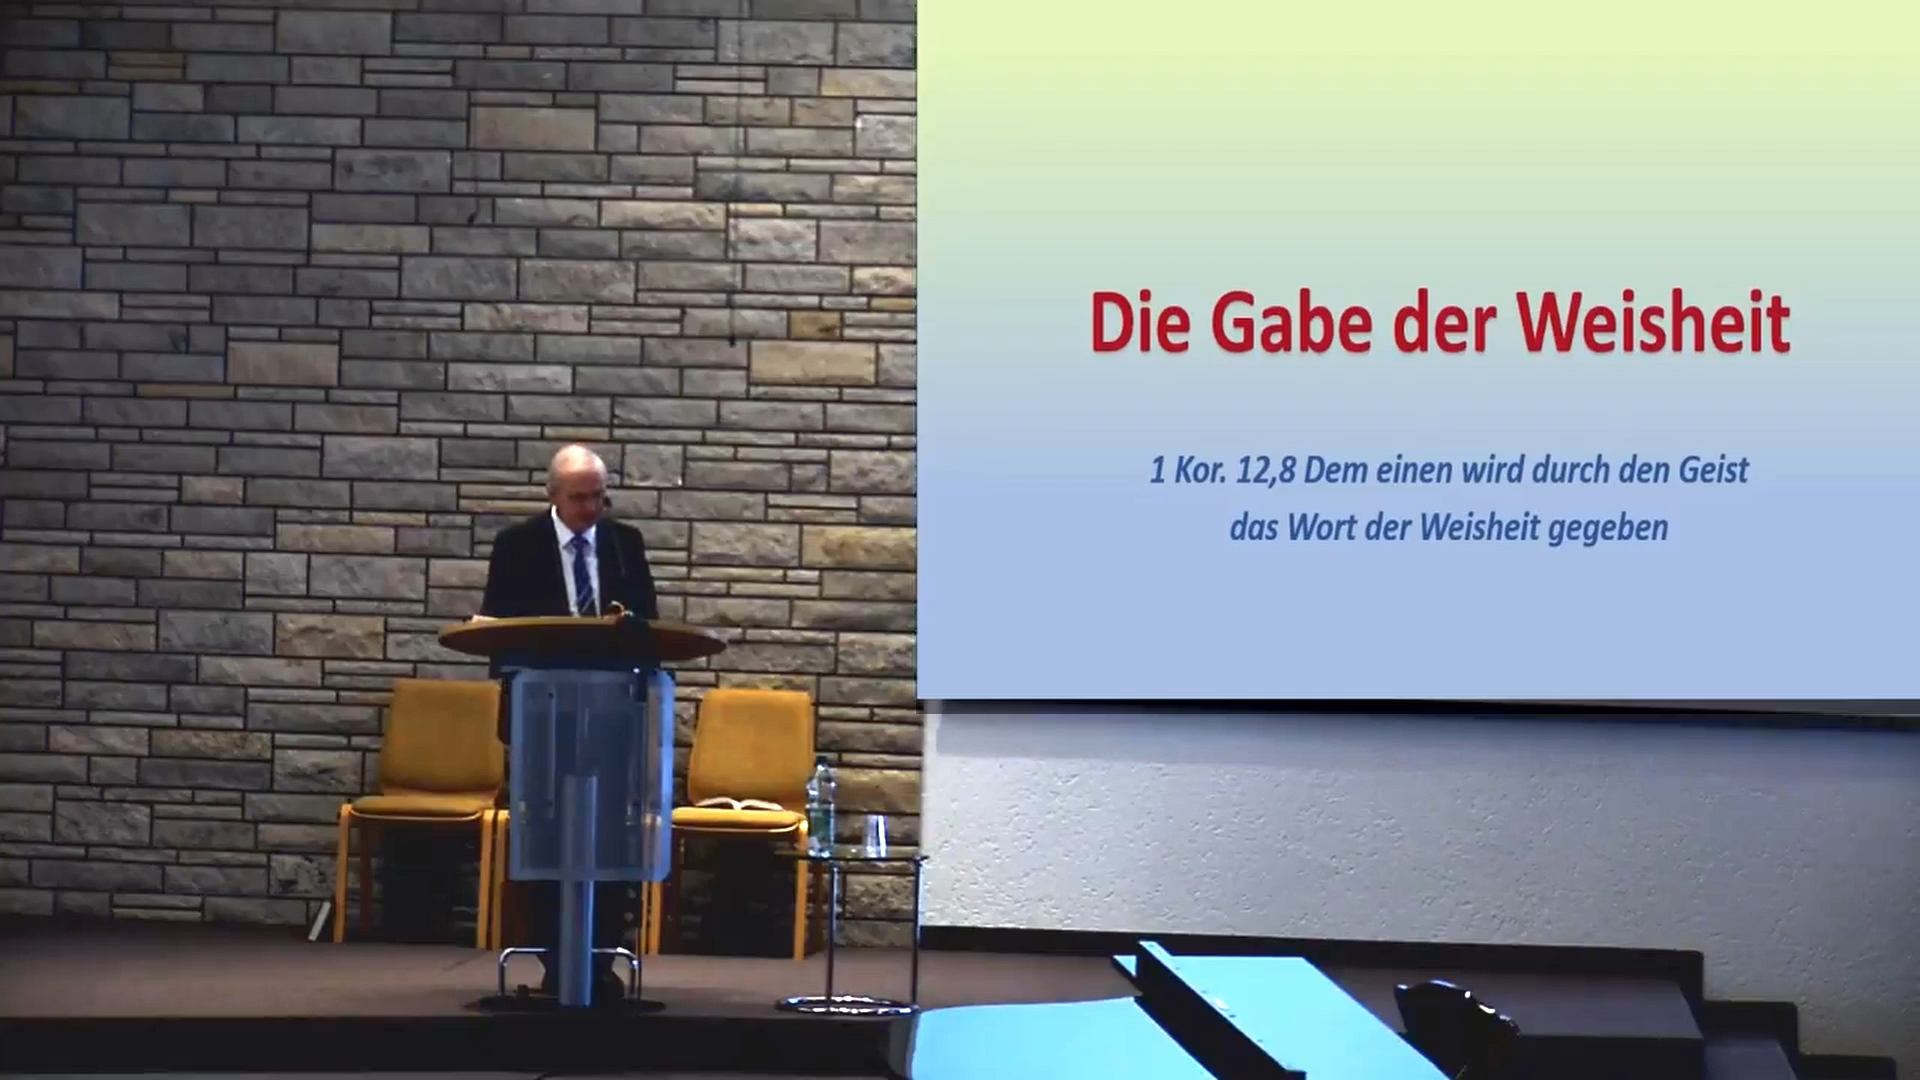 Die Gabe der Weisheit
1 Kor. 12,8 Dem einen wird durch den Geist
das Wort der Weisheit gegeben